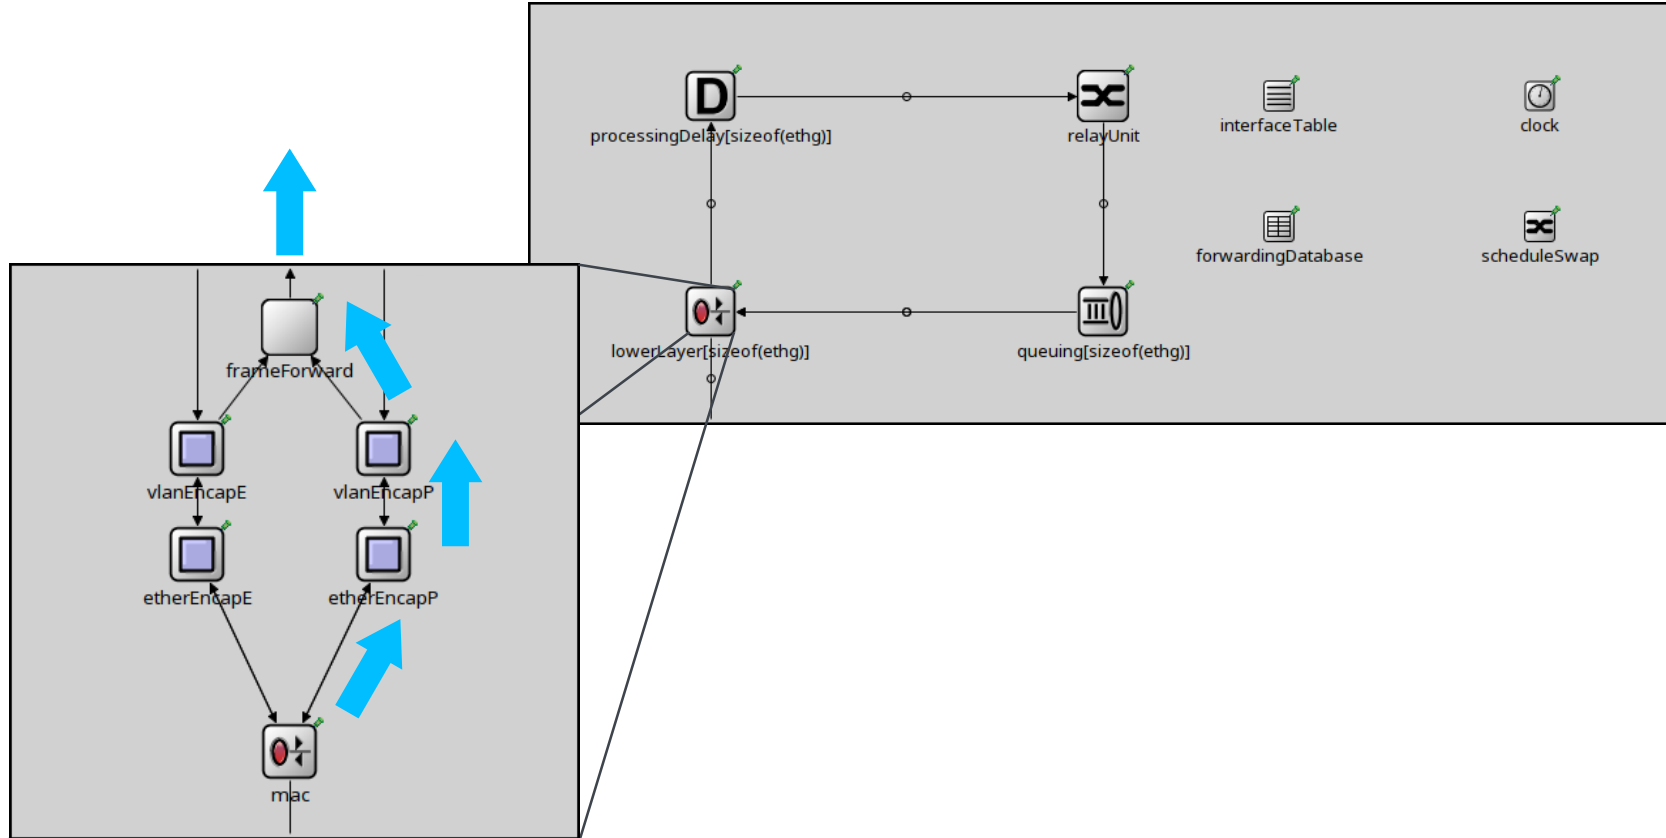 D
processingDelay[sizeof(ethg)]
relayUnit
interfaceTable
clock
forwardingDatabase
scheduleSwap
lowerLayer[sizeof(ethg)]
queuing[sizeof(ethg)]
frameForward
vlanEncapE
vlanEncapP
etherEncapE
etherEncapP
mac